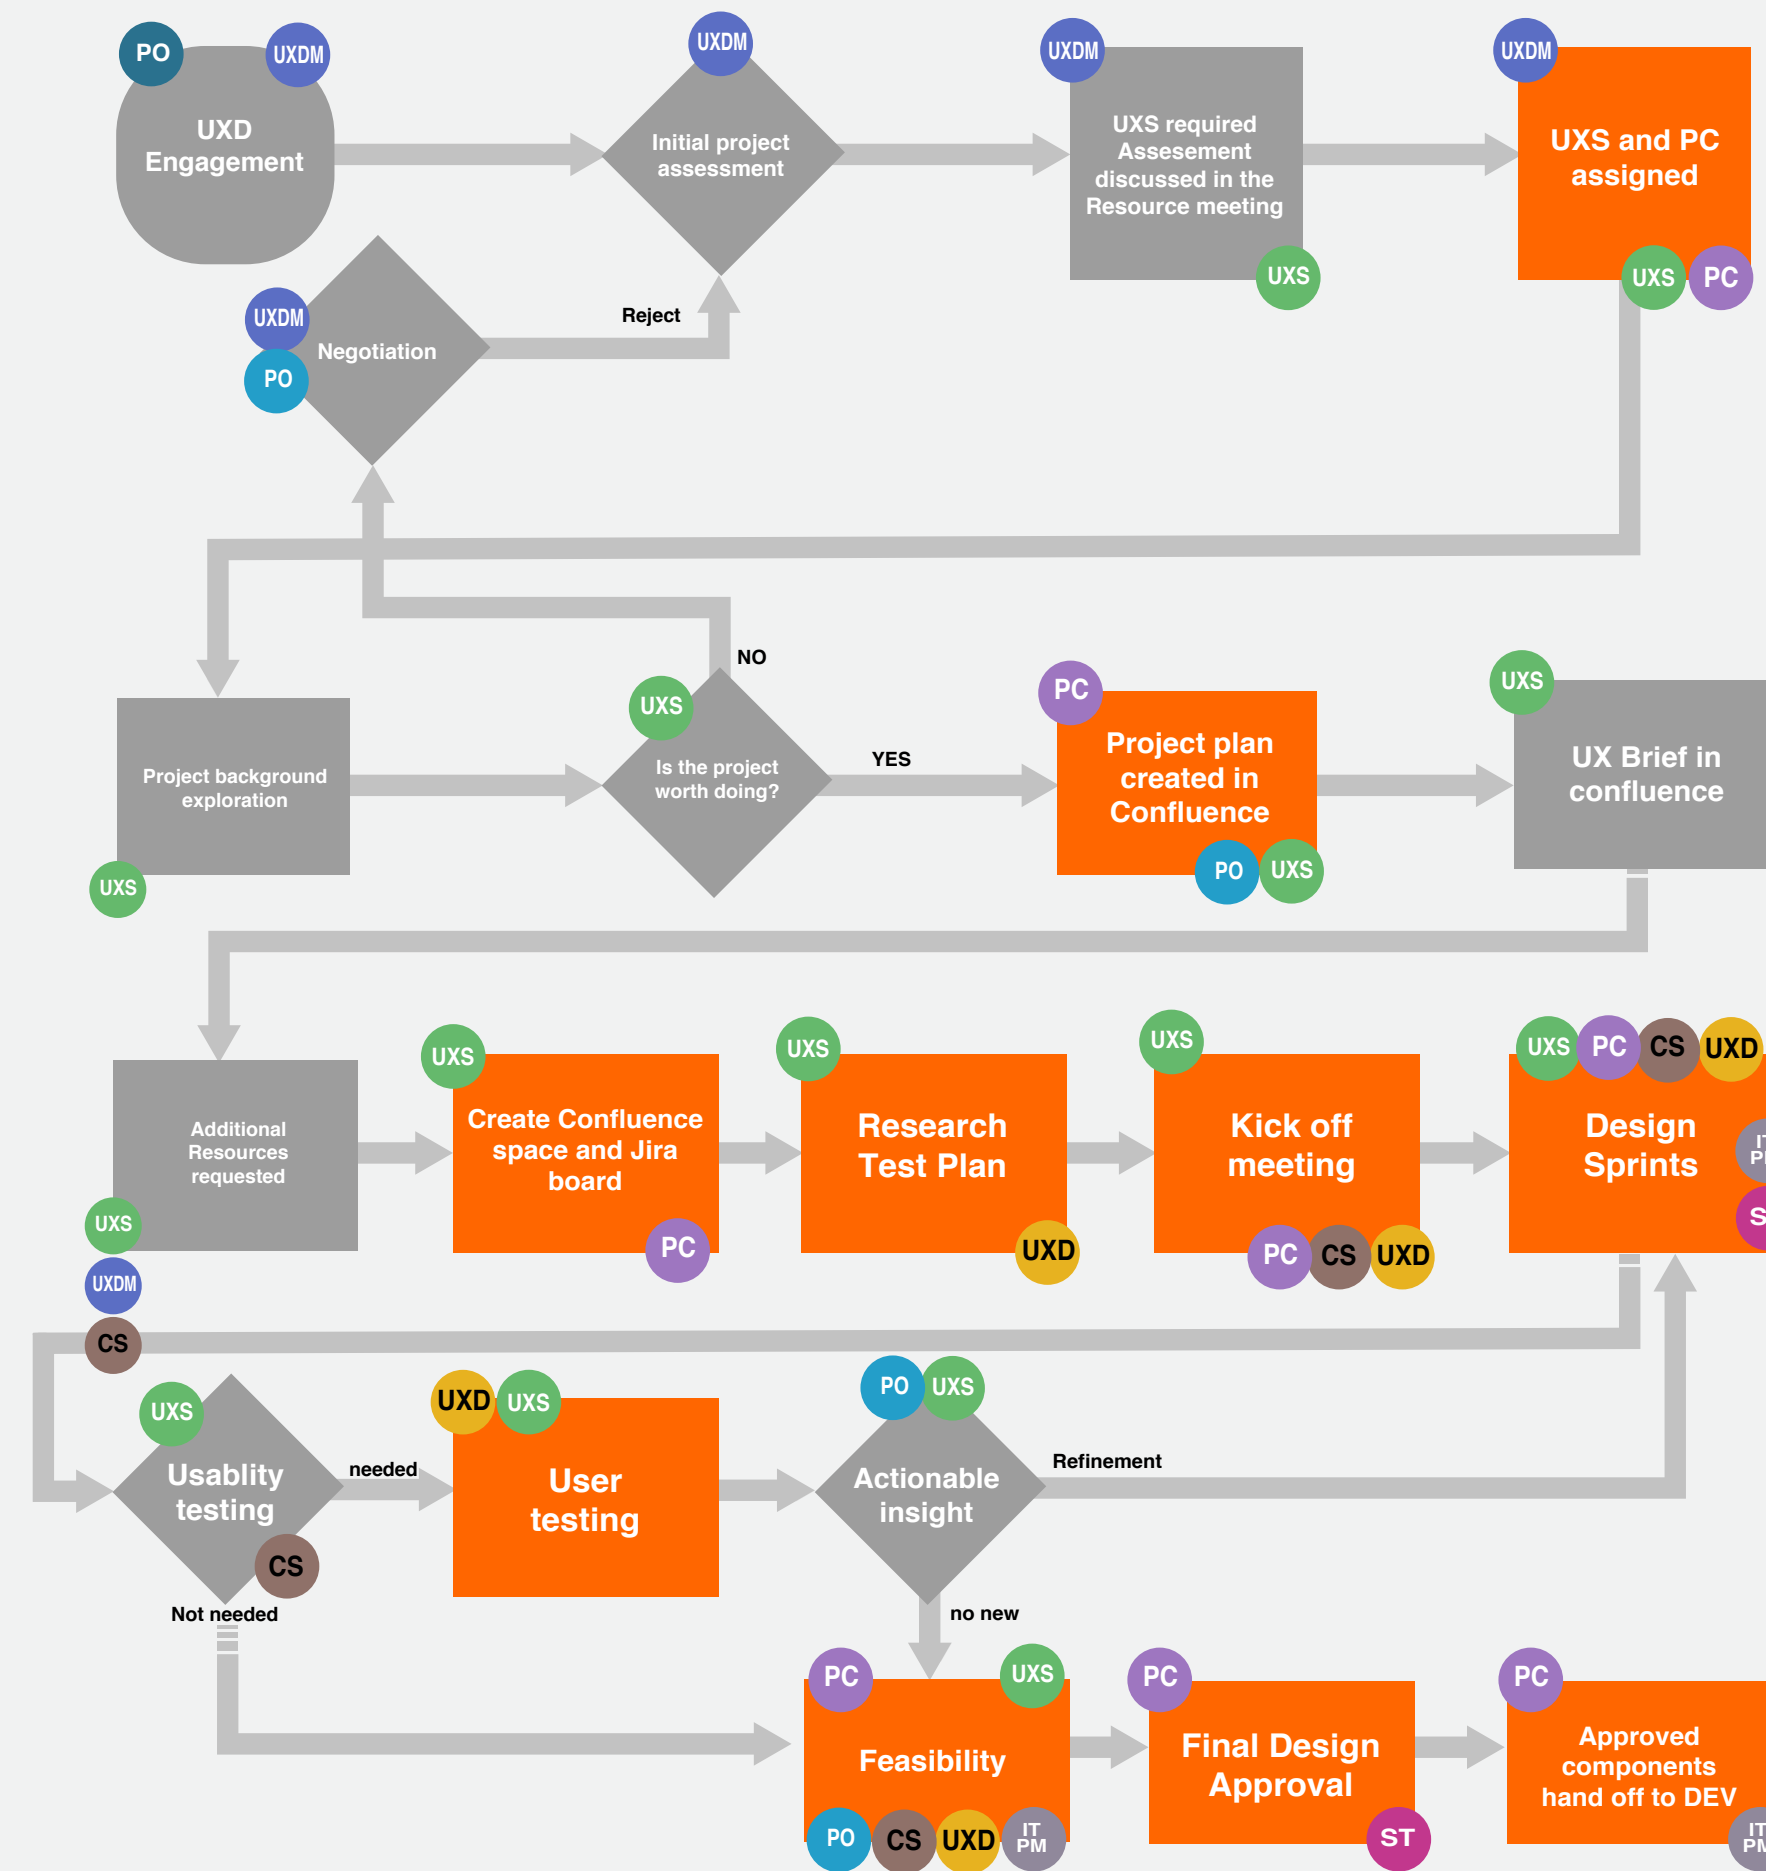 PO
UXDM
UXD
Engagement
UXDM
Initial project
assessment
UXDM
UXS required
Assesement
discussed in the
Resource meeting
UXS
UXDM
UXS and PC
assigned
UXS
PC
UXDM
PO
Negotiation
Reject
Project background
exploration
UXS
NO
UXS
Is the project
worth doing?
YES
PC
Project plan
created in
Confluence
PO
UXS
UXS
UX Brief in
confluence
Additional
Resources
requested
UXS
UXDM
CS
UXS
Create Confluence
space and Jira
board
PC
UXS
Research
Test Plan
UXD
UXS
Kick off
meeting
PC
CS
UXD
UXS
PC
CS
UXD
Design
Sprints
UXS
Usablity
testing
CS
needed
Not needed
UXD
UXS
User
testing
PO
UXS
Actionable
insight
Refinement
no new
PC
UXS
Feasibility
PO
CS
UXD
IT
PM
PC
Final Design
Approval
ST
PC
Approved
components
hand off to DEV